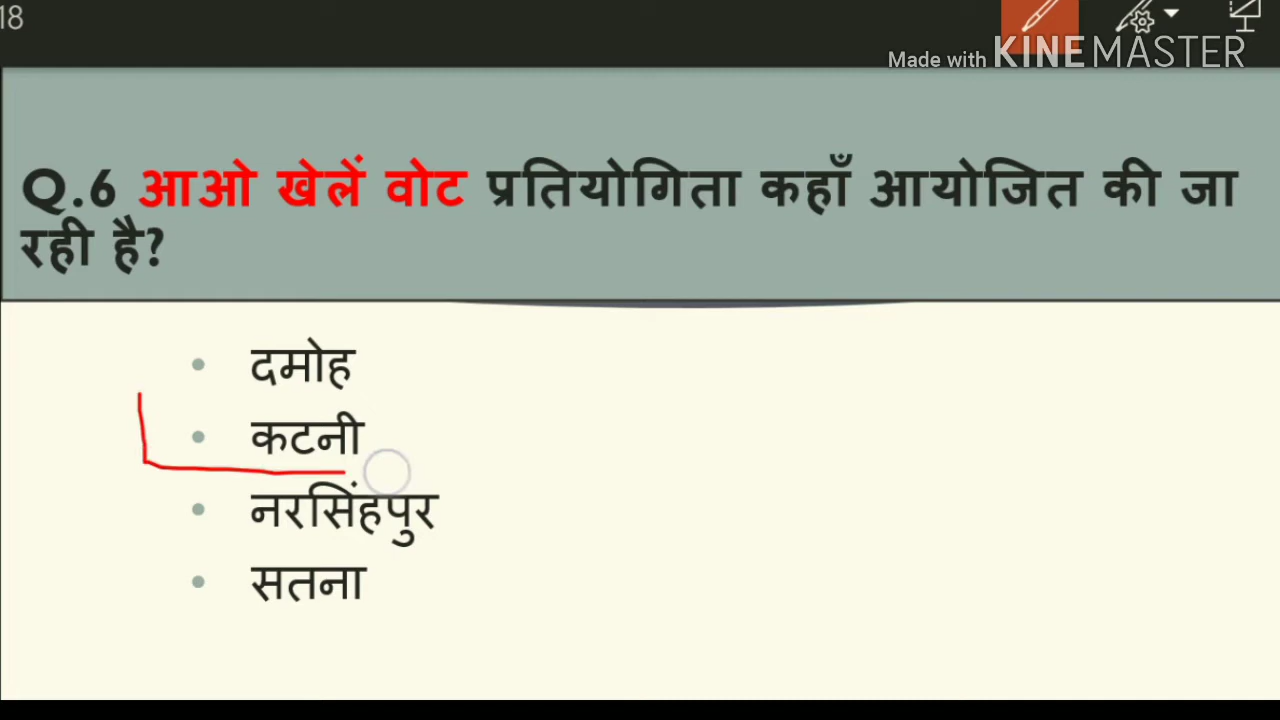 18
Made with KINEMASTER
Q.6 आओ खेलें वोट प्रतियोगिता कहाँ आयोजित की जा
रही है?
• दमोह
• कटनी
• नरसिंहपुर
• सतना